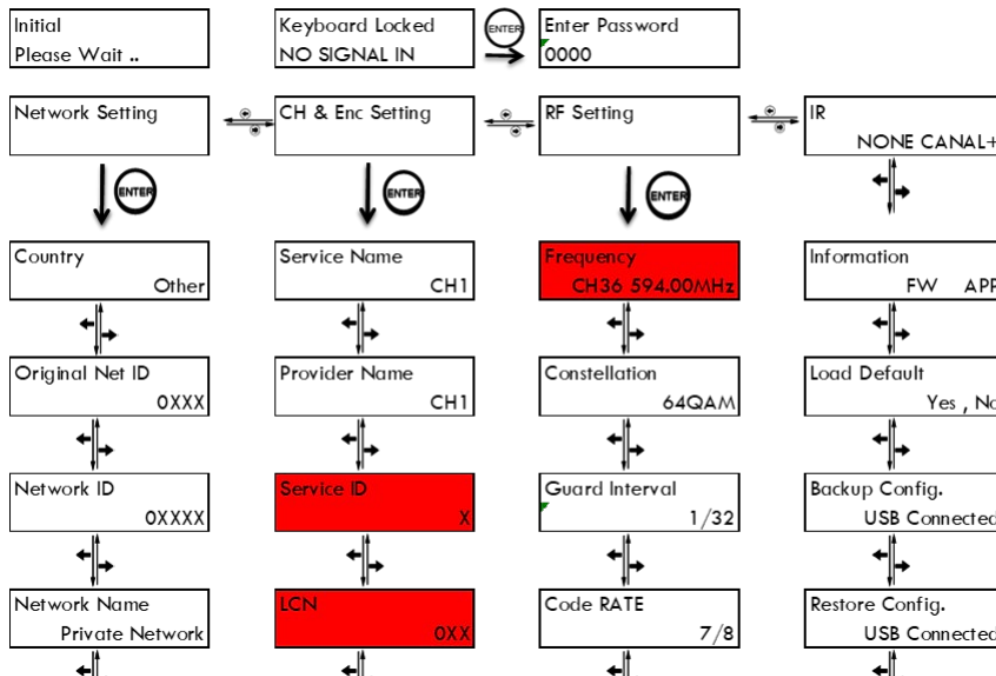 Initial
Please Wait ..
Keyboard Locked
NO SIGNAL IN
ENTER
Enter Password
0000
Network Setting
CH & Enc Setting
RF Setting
IR
NONE CANAL+
ENTER
ENTER
ENTER
Country
Other
Service Name
CH1
Frequency
CH36 594.00MHz
Information
FW APP
Original Net ID
0XXX
Provider Name
CH1
Constellation
64QAM
Load Default
Yes , No
Network ID
0XXXX
Service ID
X
Guard Interval
1/32
Backup Config.
USB Connected
Network Name
Private Network
LCN
0XX
Code RATE
7/8
Restore Config.
USB Connected